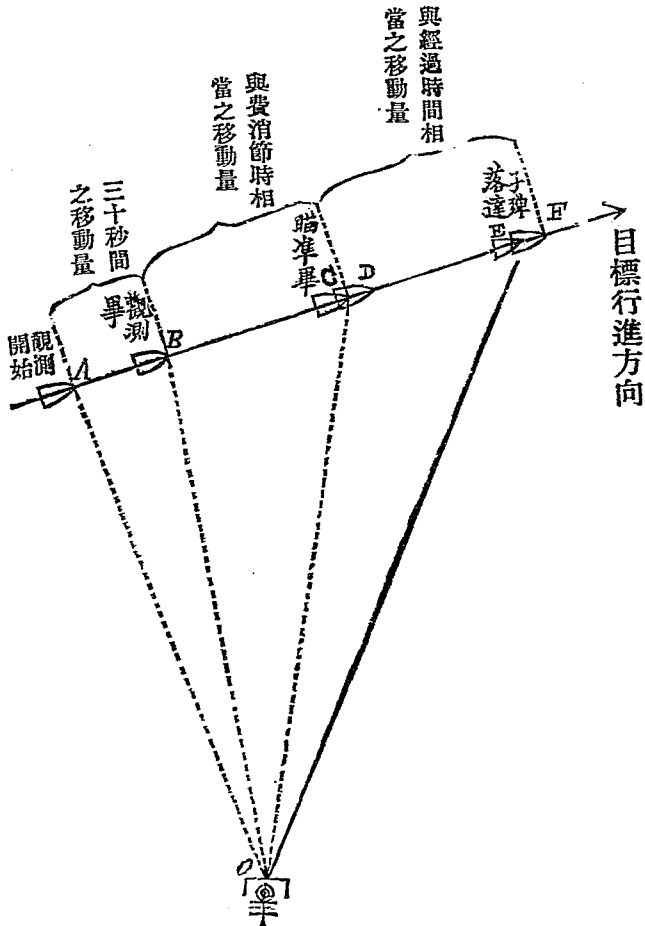 與經過時間相
當之移動量
與費消節時相
當之移動量
三十秒間
之移動量
子弾
落達
瞄準畢
觀測
畢
觀測
開始
A
B
C
D
E
F
目標行進方向
O